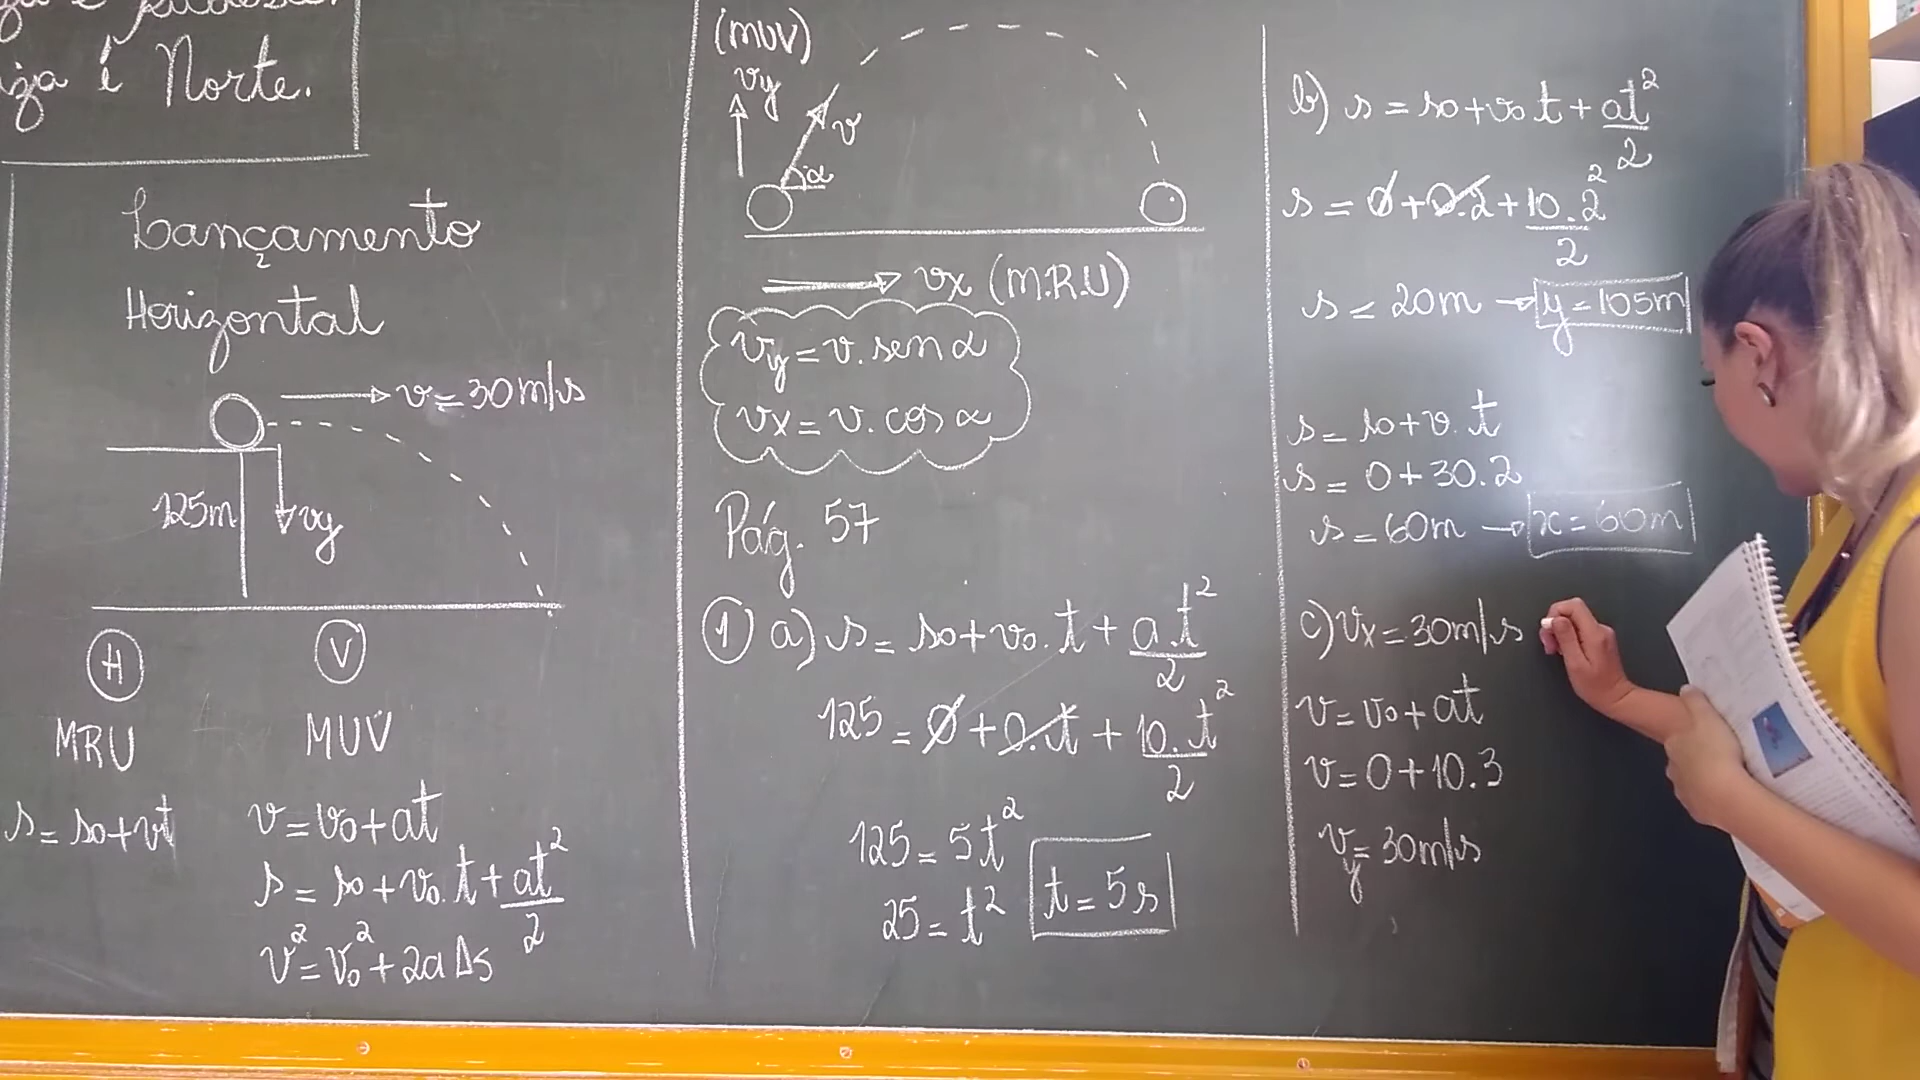 iza é Norte.
Lançamento
Horizontal
v = 30m/s
125m
vy
H
V
MRU
MUV
s = so+vt
v = vo+at
s = so + vo.t + at²/2
v² = vo² + 2aΔs
(MUV)
vy
v
α
vx (M.R.U)
vy = v. sen α
vx = v. cos α
Pág. 57
1 a) s = so+vo.t + a.t²/2
125 = 0 + 0.t + 10.t²/2
125 = 5t²
25 = t²
t = 5s
b) s = so+vo t + at²/2
s = 0+0.2+10.2²/2
s = 20m → y = 105m
s = so+v.t
s = 0+30.2
s = 60m → x = 60m
c) Vx = 30m/s
v = vo + at
v = 0+10.3
vy = 30m/s